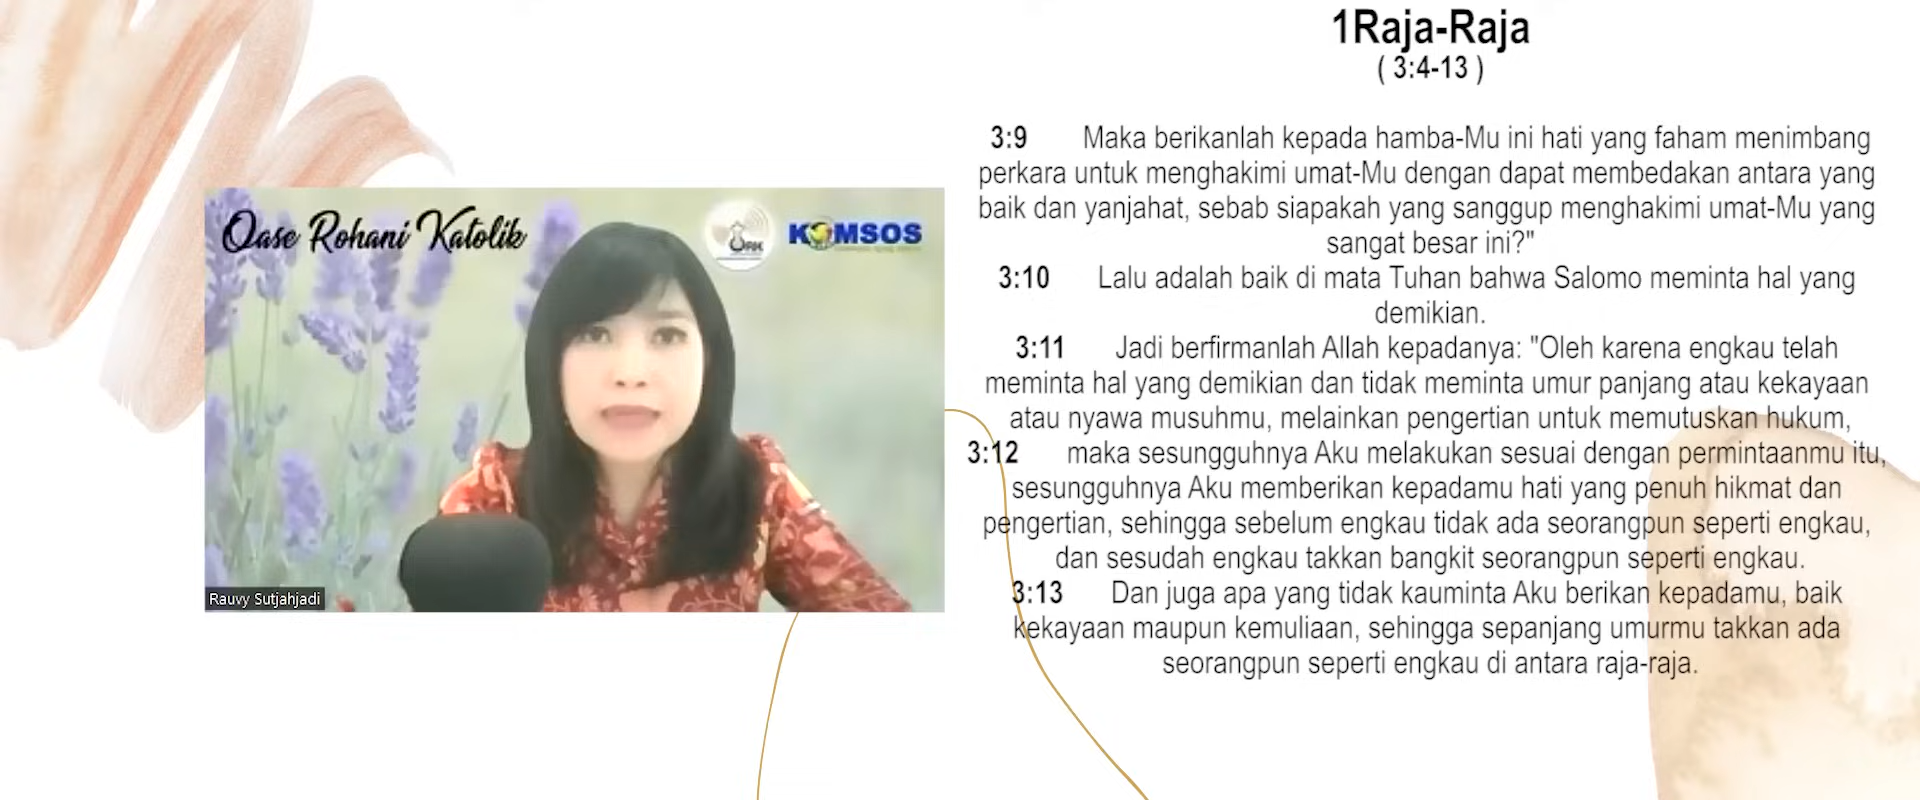 1Raja-Raja
( 3:4-13 )
Oase Rohani Katolik
KOMSOS
Rauvy Sutjahjadi
3:9 Maka berikanlah kepada hamba-Mu ini hati yang faham menimbang
perkara untuk menghakimi umat-Mu dengan dapat membedakan antara yang
baik dan yanjahat, sebab siapakah yang sanggup menghakimi umat-Mu yang
sangat besar ini?"
3:10 Lalu adalah baik di mata Tuhan bahwa Salomo meminta hal yang
demikian.
3:11 Jadi berfirmanlah Allah kepadanya: "Oleh karena engkau telah
meminta hal yang demikian dan tidak meminta umur panjang atau kekayaan
atau nyawa musuhmu, melainkan pengertian untuk memutuskan hukum,
3:12 maka sesungguhnya Aku melakukan sesuai dengan permintaanmu itu,
sesungguhnya Aku memberikan kepadamu hati yang penuh hikmat dan
pengertian, sehingga sebelum engkau tidak ada seorangpun seperti engkau,
dan sesudah engkau takkan bangkit seorangpun seperti engkau.
3:13 Dan juga apa yang tidak kauminta Aku berikan kepadamu, baik
kekayaan maupun kemuliaan, sehingga sepanjang umurmu takkan ada
seorangpun seperti engkau di antara raja-raja.